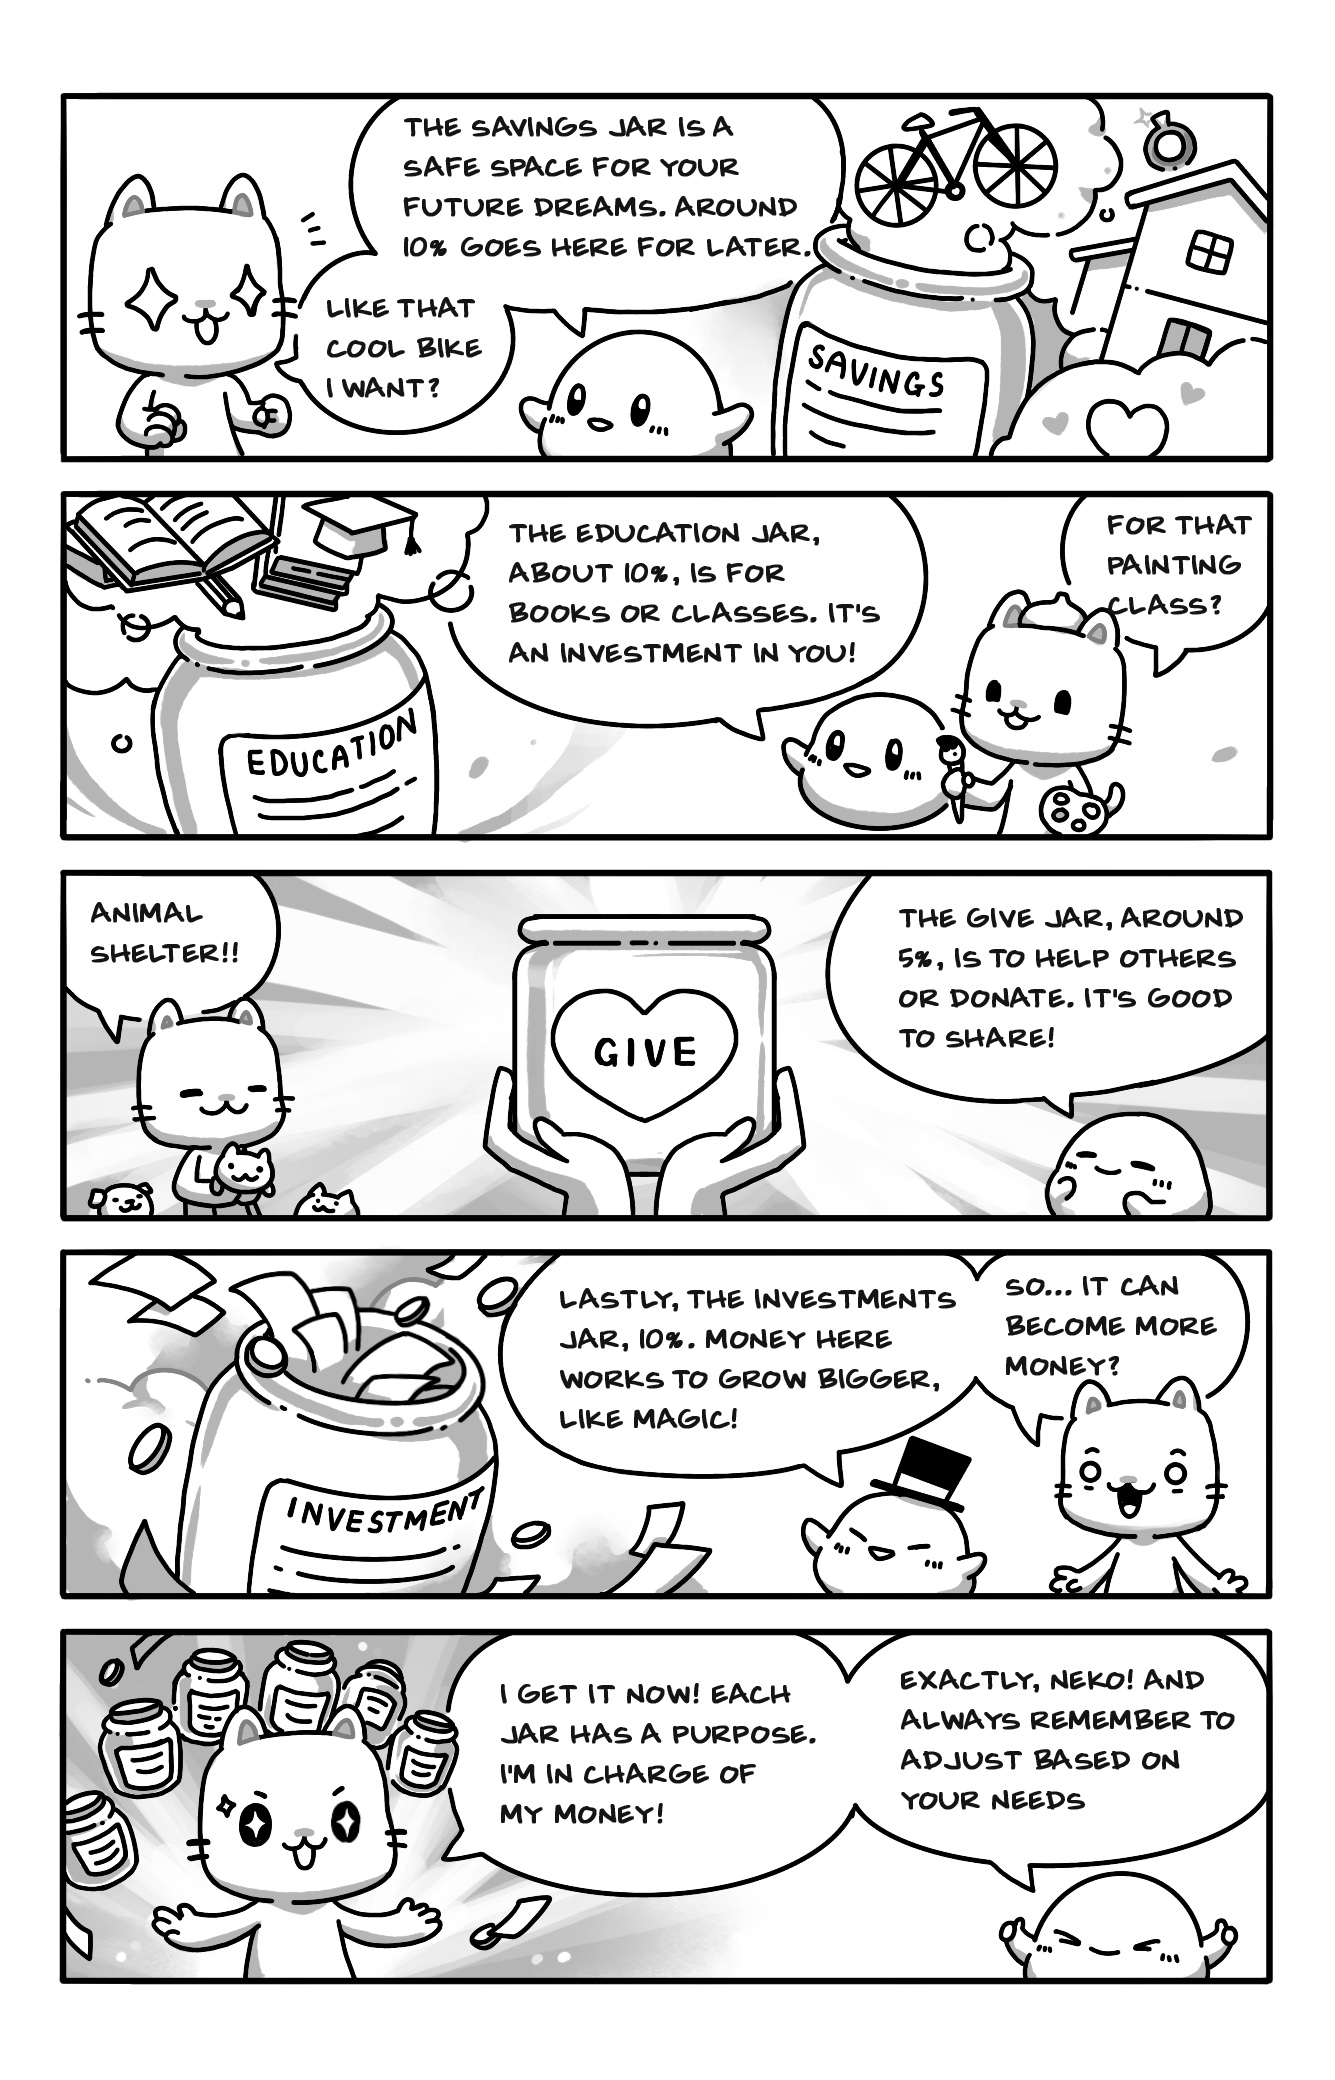 THE SAVINGS JAR IS A
SAFE SPACE FOR YOUR
FUTURE DREAMS. AROUND
10% GOES HERE FOR LATER.
LIKE THAT
COOL BIKE
I WANT?
SAVINGS
THE EDUCATION JAR,
ABOUT 10%, IS FOR
BOOKS OR CLASSES. IT'S
AN INVESTMENT IN YOU!
FOR THAT
PAINTING
CLASS?
EDUCATION
ANIMAL
SHELTER!!
GIVE
THE GIVE JAR, AROUND
5%, IS TO HELP OTHERS
OR DONATE. IT'S GOOD
TO SHARE!
LASTLY, THE INVESTMENTS
JAR, 10%. MONEY HERE
WORKS TO GROW BIGGER,
LIKE MAGIC!
SO... IT CAN
BECOME MORE
MONEY?
INVESTMENT
I GET IT NOW! EACH
JAR HAS A PURPOSE.
I'M IN CHARGE OF
MY MONEY!
EXACTLY, NEKO! AND
ALWAYS REMEMBER TO
ADJUST BASED ON
YOUR NEEDS